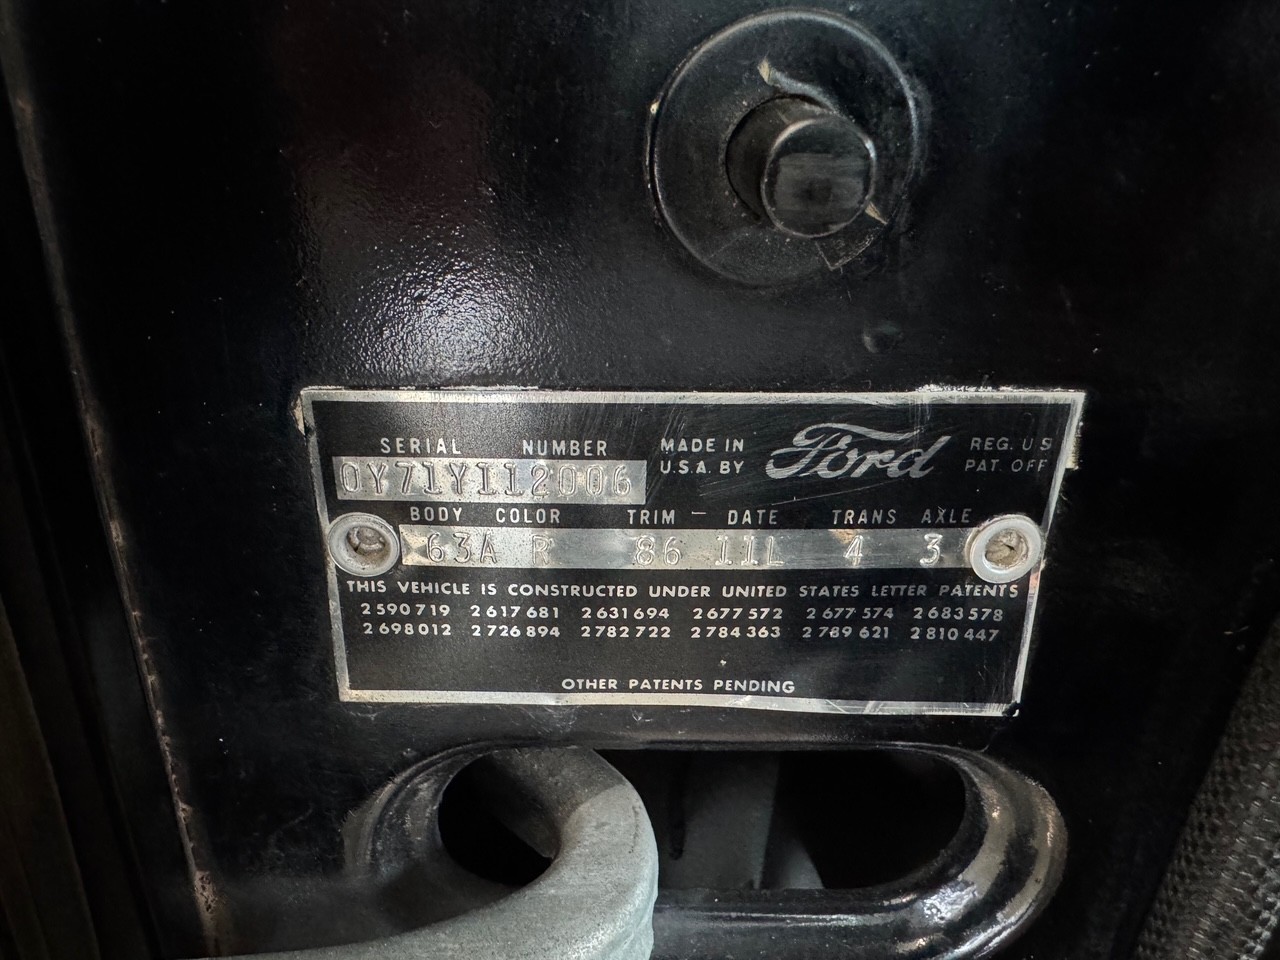 SERIAL NUMBER
0Y71Y112006
MADE IN
U.S.A. BY
Ford
REG. U S
PAT. OFF
BODY COLOR TRIM — DATE TRANS AXLE
63A R 86 11L 4 3
THIS VEHICLE IS CONSTRUCTED UNDER UNITED STATES LETTER PATENTS
2590719 2617681 2631694 2677572 2677574 2683578
2698012 2726894 2782722 2784363 2789621 2810447
OTHER PATENTS PENDING